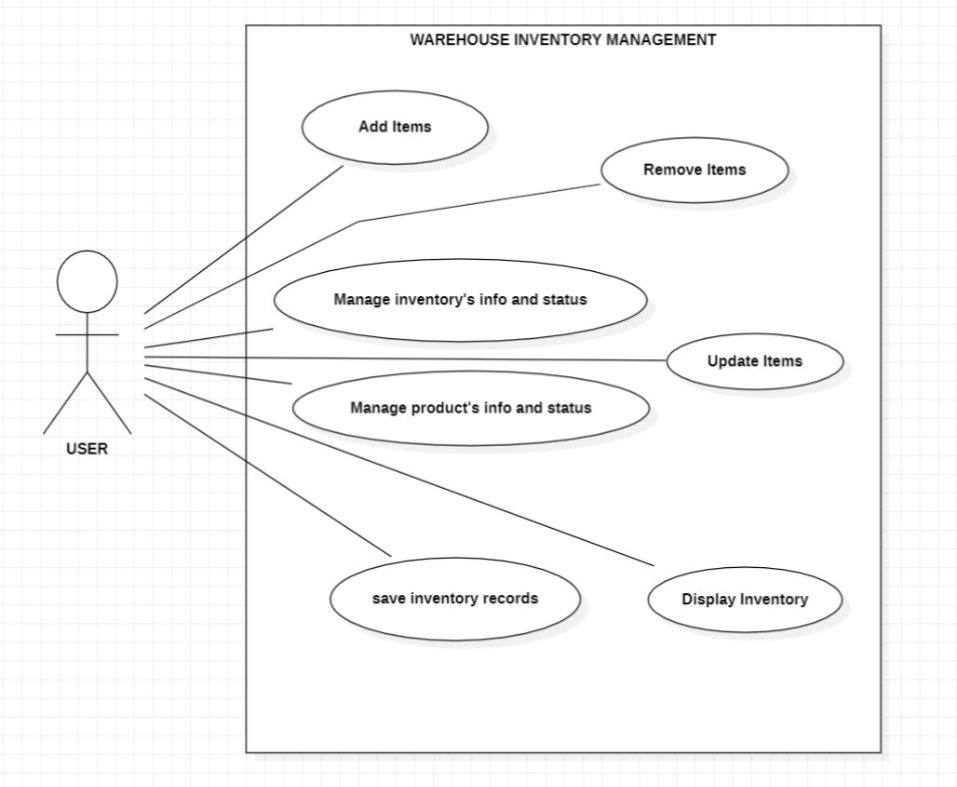 WAREHOUSE INVENTORY MANAGEMENT
Add Items
Remove Items
Manage inventory's info and status
Update Items
Manage product's info and status
USER
save inventory records
Display Inventory